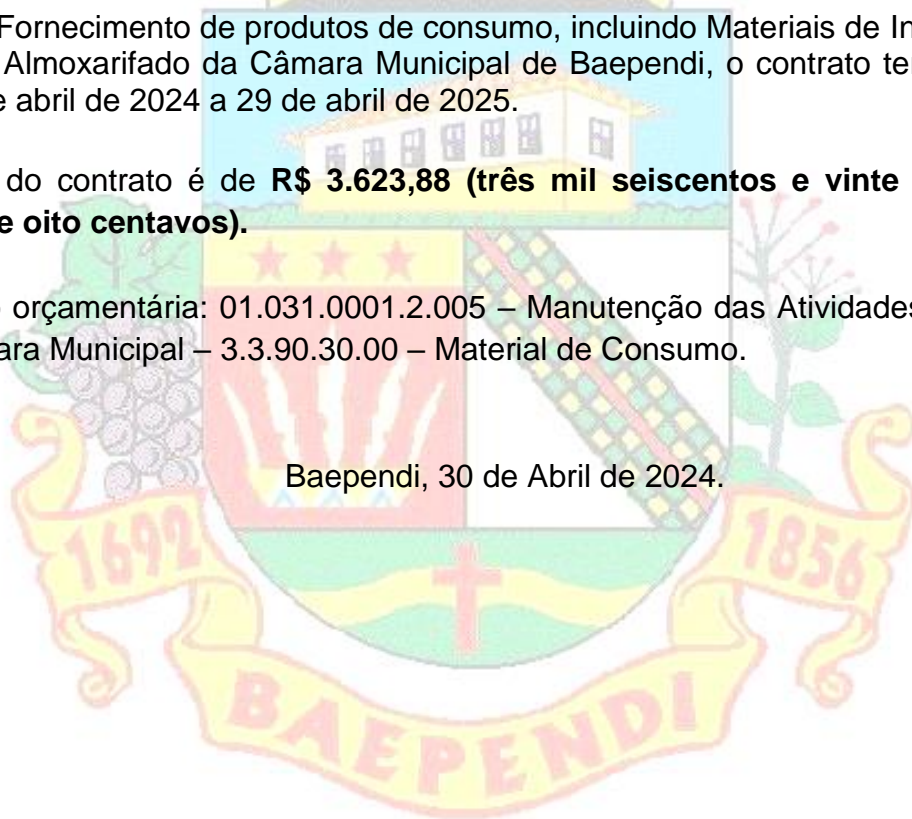 Fornecimento de produtos de consumo, incluindo Materiais de In
Almoxarifado da Câmara Municipal de Baependi, o contrato te
e abril de 2024 a 29 de abril de 2025.
do contrato é de R$ 3.623,88 (três mil seiscentos e vinte
e oito centavos).
orçamentária: 01.031.0001.2.005 – Manutenção das Atividades
ara Municipal – 3.3.90.30.00 – Material de Consumo.
Baependi, 30 de Abril de 2024.
1692
1856
BAEPENDI